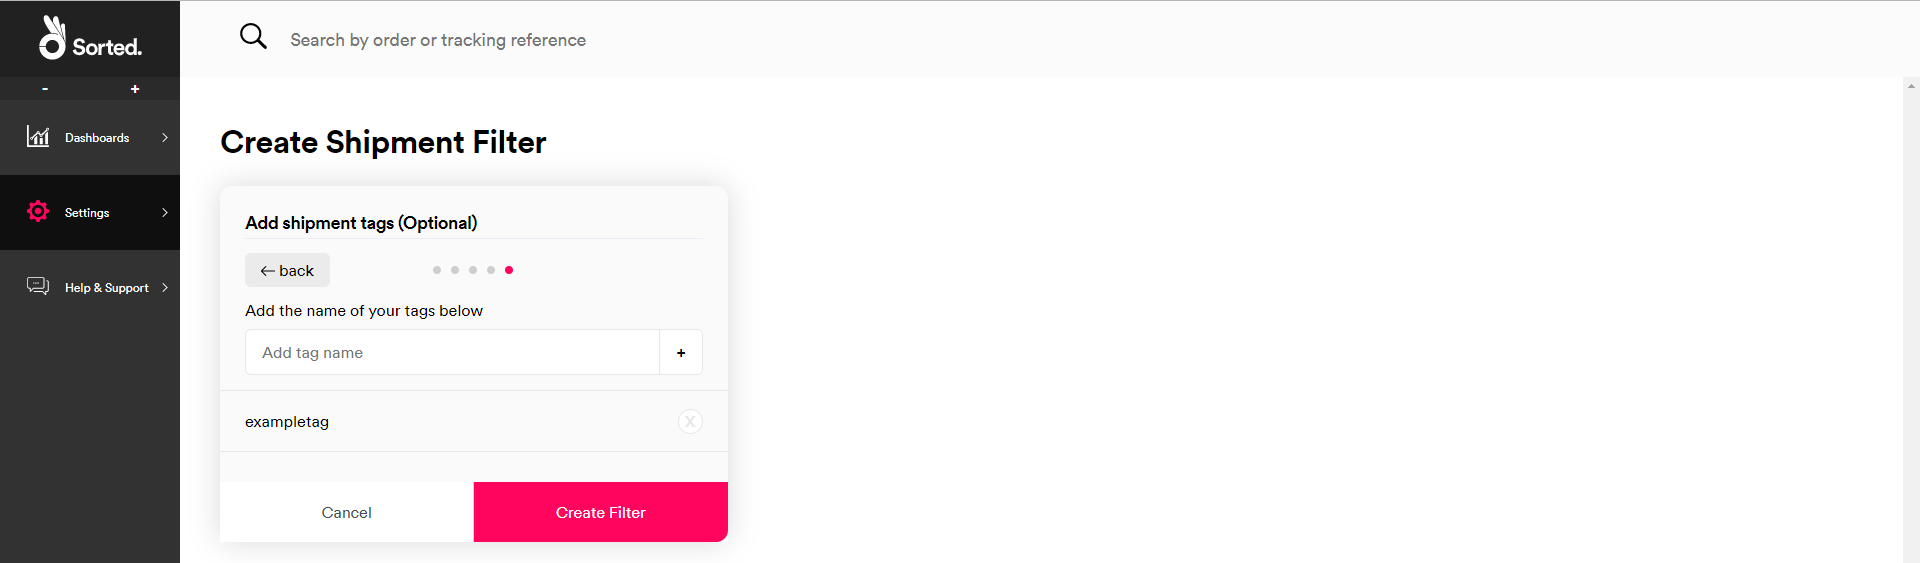 Sorted.
Search by order or tracking reference
- +
Dashboards
Settings
Help & Support
Create Shipment Filter
Add shipment tags (Optional)
← back
Add the name of your tags below
Add tag name +
exampletag X
Cancel Create Filter